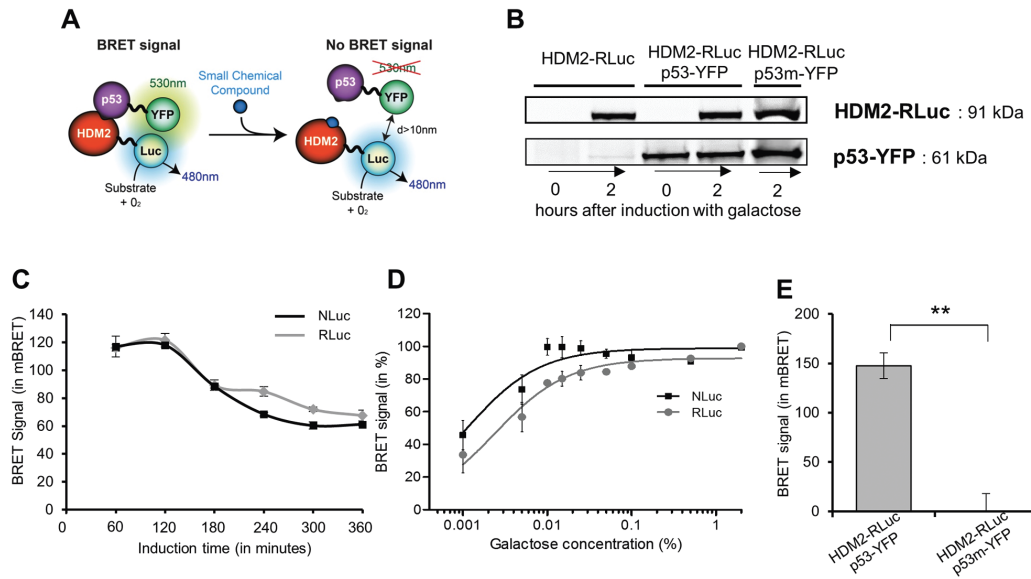 A
BRET signal
No BRET signal
530nm
530nm
p53
YFP
HDM2
Luc
Substrate
+ 0₂
480nm
Small Chemical
Compound
p53
YFP
d>10nm
HDM2
Luc
Substrate
+ 0₂
480nm
B
HDM2-RLuc
HDM2-RLuc
p53-YFP
HDM2-RLuc
p53m-YFP
HDM2-RLuc : 91 kDa
p53-YFP : 61 kDa
0 2 0 2 2
hours after induction with galactose
C
BRET Signal (in mBRET)
140
120
100
80
60
40
20
0
NLuc
RLuc
0 60 120 180 240 300 360
Induction time (in minutes)
D
BRET signal (in %)
120
100
80
60
40
20
0
NLuc
RLuc
0.001 0.01 0.1 1
Galactose concentration (%)
E
BRET signal (in mBRET)
200
150
100
50
0
**
HDM2-RLuc
p53-YFP
HDM2-RLuc
p53m-YFP